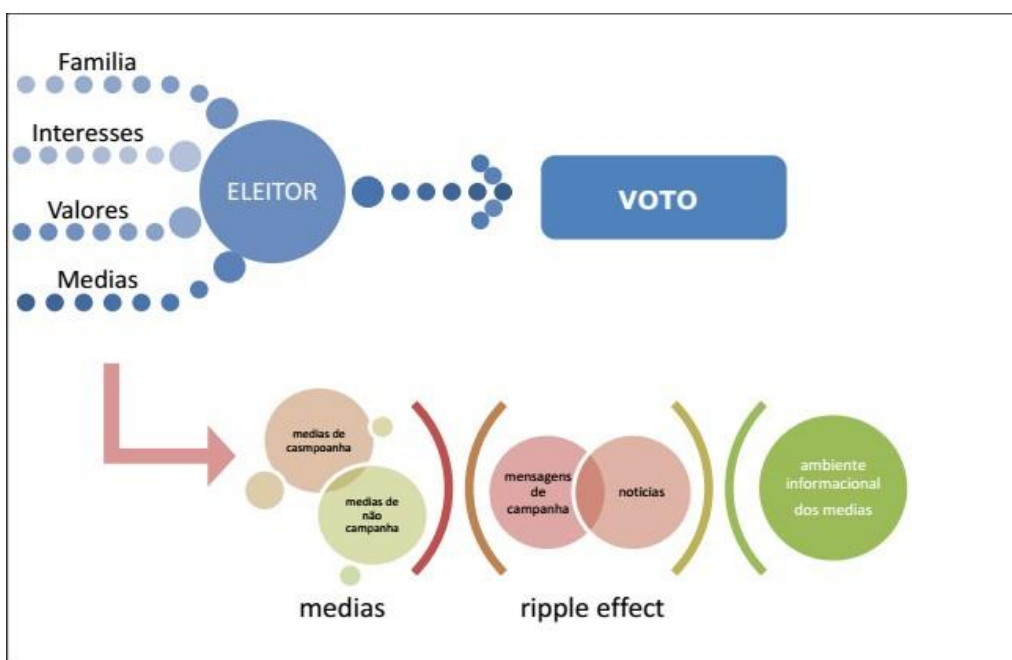 Familia
Interesses
Valores
Medias
ELEITOR
VOTO
medias de
casmpoanha
medias de
não
campanha
medias
mensagens
de
campanha
notícias
ripple effect
ambiente
informacional
dos medias